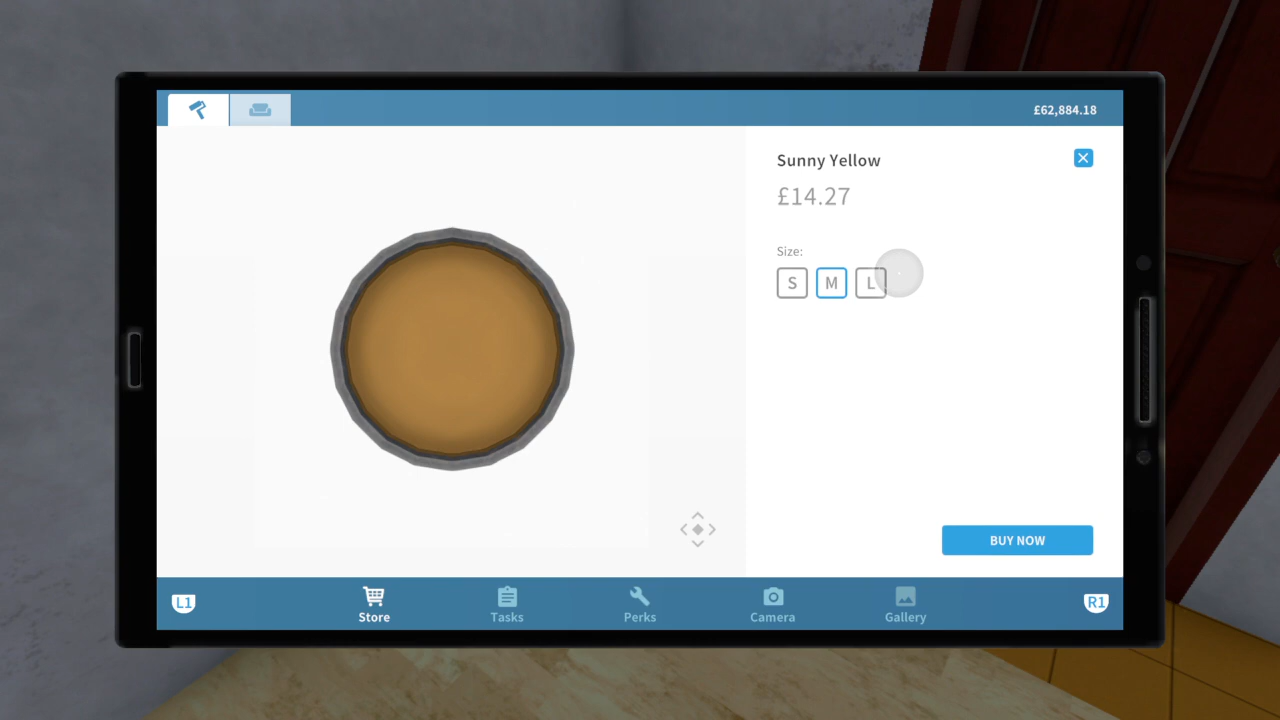 £62,884.18
Sunny Yellow
£14.27
Size:
S M L
BUY NOW
L1
Store
Tasks
Perks
Camera
Gallery
R1